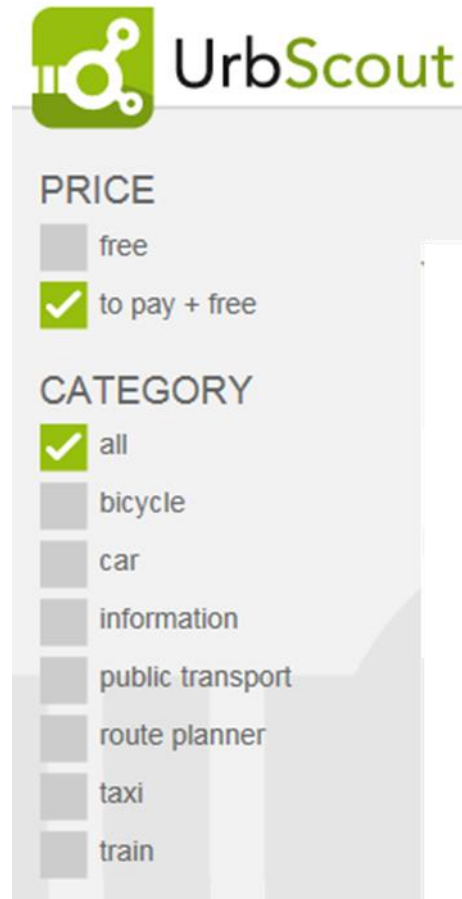 UrbScout
PRICE
free
to pay + free
CATEGORY
all
bicycle
car
information
public transport
route planner
taxi
train